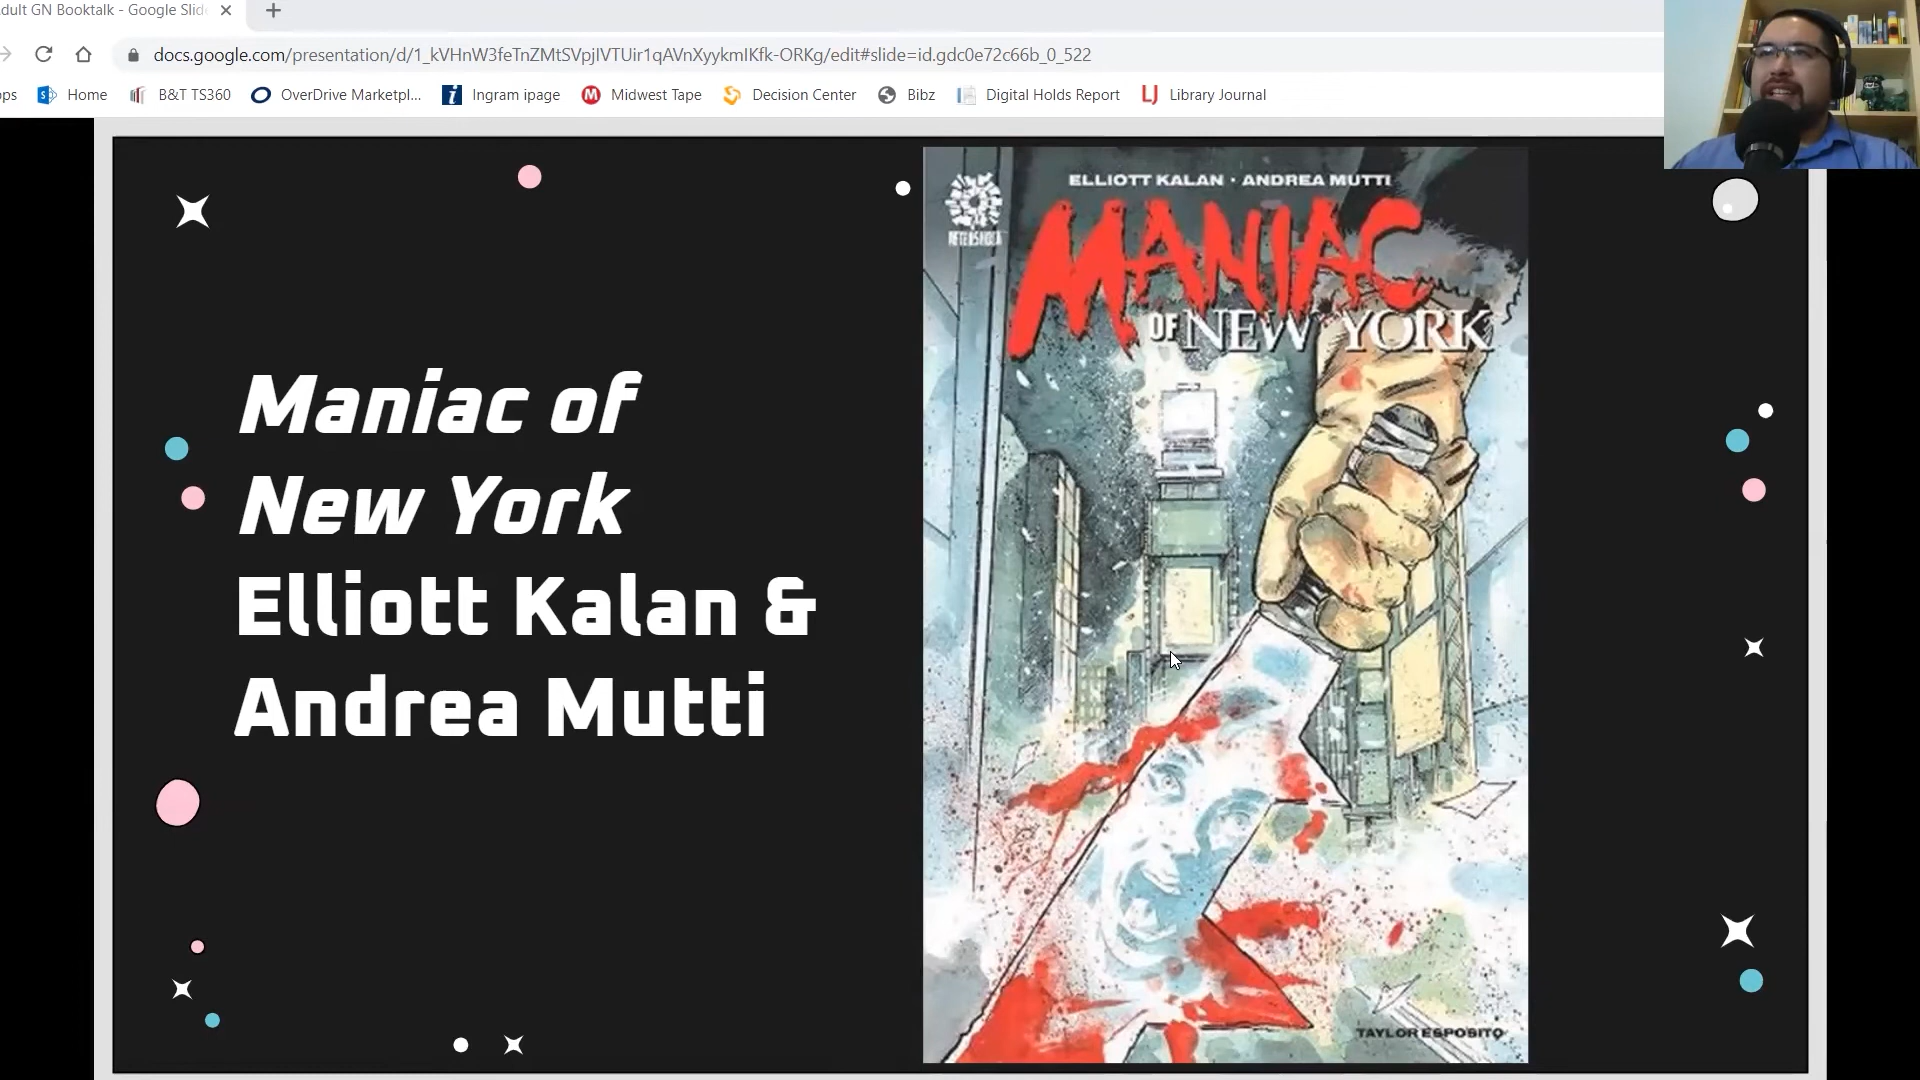 dult GN Booktalk - Google Slid
docs.google.com/presentation/d/1_kVHnW3feTnZMtSVpjIVTUir1qAVnXyykmIKfk-ORKg/edit#slide=id.gdc0e72c66b_0_522
ps Home B&T TS360 OverDrive Marketpl... Ingram ipage Midwest Tape Decision Center Bibz Digital Holds Report Library Journal
Maniac of
New York
Elliott Kalan &
Andrea Mutti
ELLIOTT KALAN · ANDREA MUTTI
AFTERSHOCK
MANIAC
OF NEW YORK
TAYLOR ESPOSITO